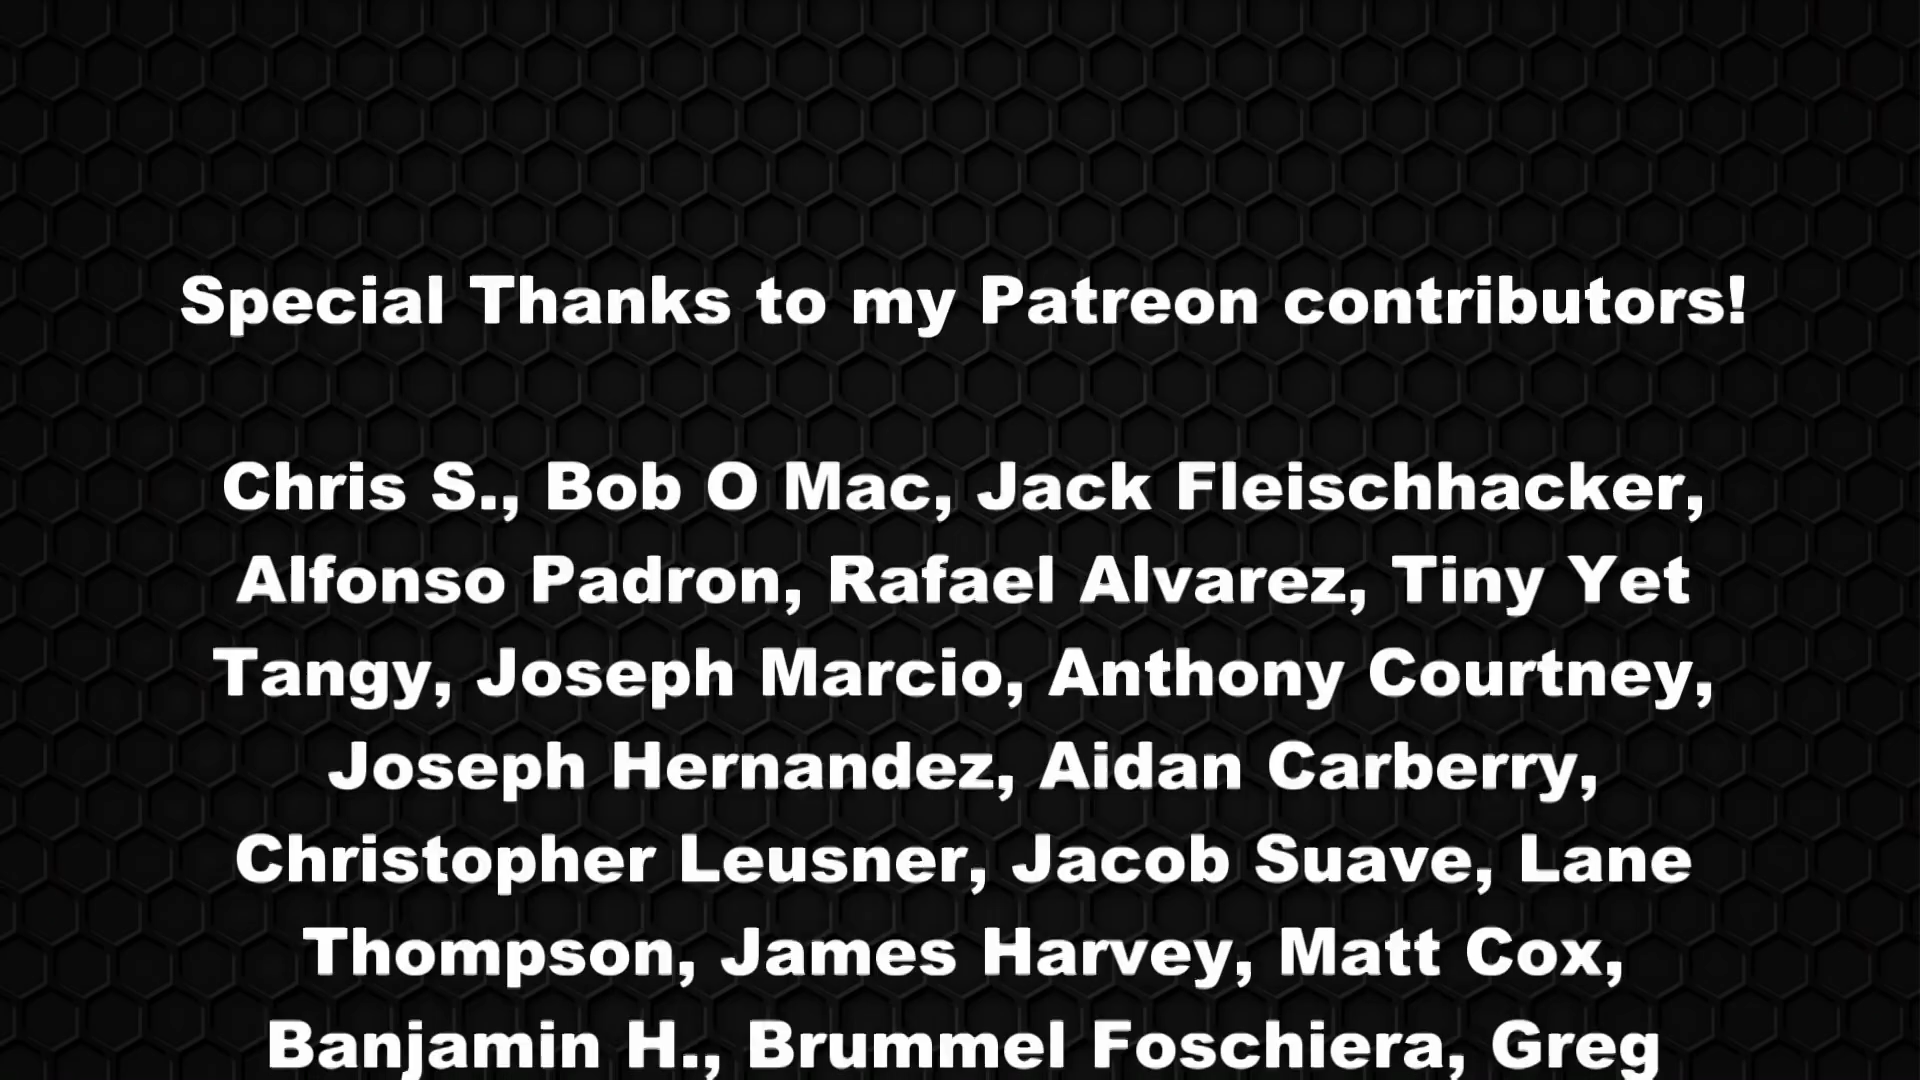 Special Thanks to my Patreon contributors!
Chris S., Bob O Mac, Jack Fleischhacker,
Alfonso Padron, Rafael Alvarez, Tiny Yet
Tangy, Joseph Marcio, Anthony Courtney,
Joseph Hernandez, Aidan Carberry,
Christopher Leusner, Jacob Suave, Lane
Thompson, James Harvey, Matt Cox,
Banjamin H., Brummel Foschiera, Greg